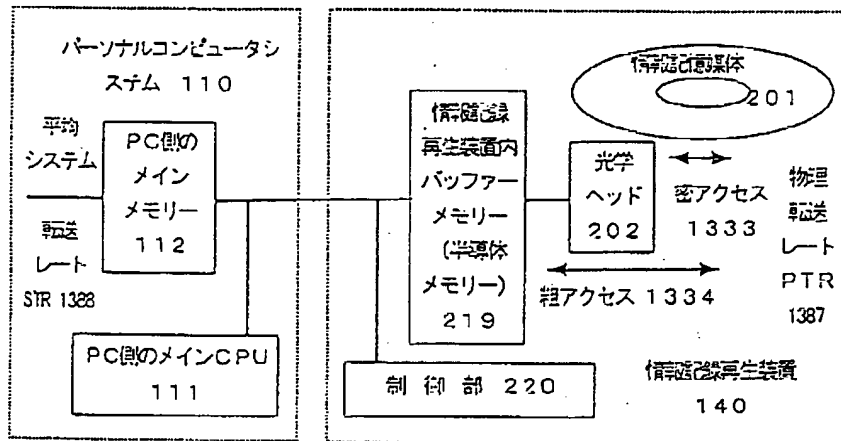 パーソナルコンピュータシ
ステム 110
平均
システム
転送
レート
STR 1388
PC側の
メイン
メモリー
112
PC側のメインCPU
111
情報記録
再生装置内
バッファー
メモリー
(半導体
メモリー)
219
光学
ヘッド
202
情報記憶媒体
201
密アクセス
1333
粗アクセス 1334
物理
転送
レート
PTR
1387
制 御 部 220
情報記録再生装置
140